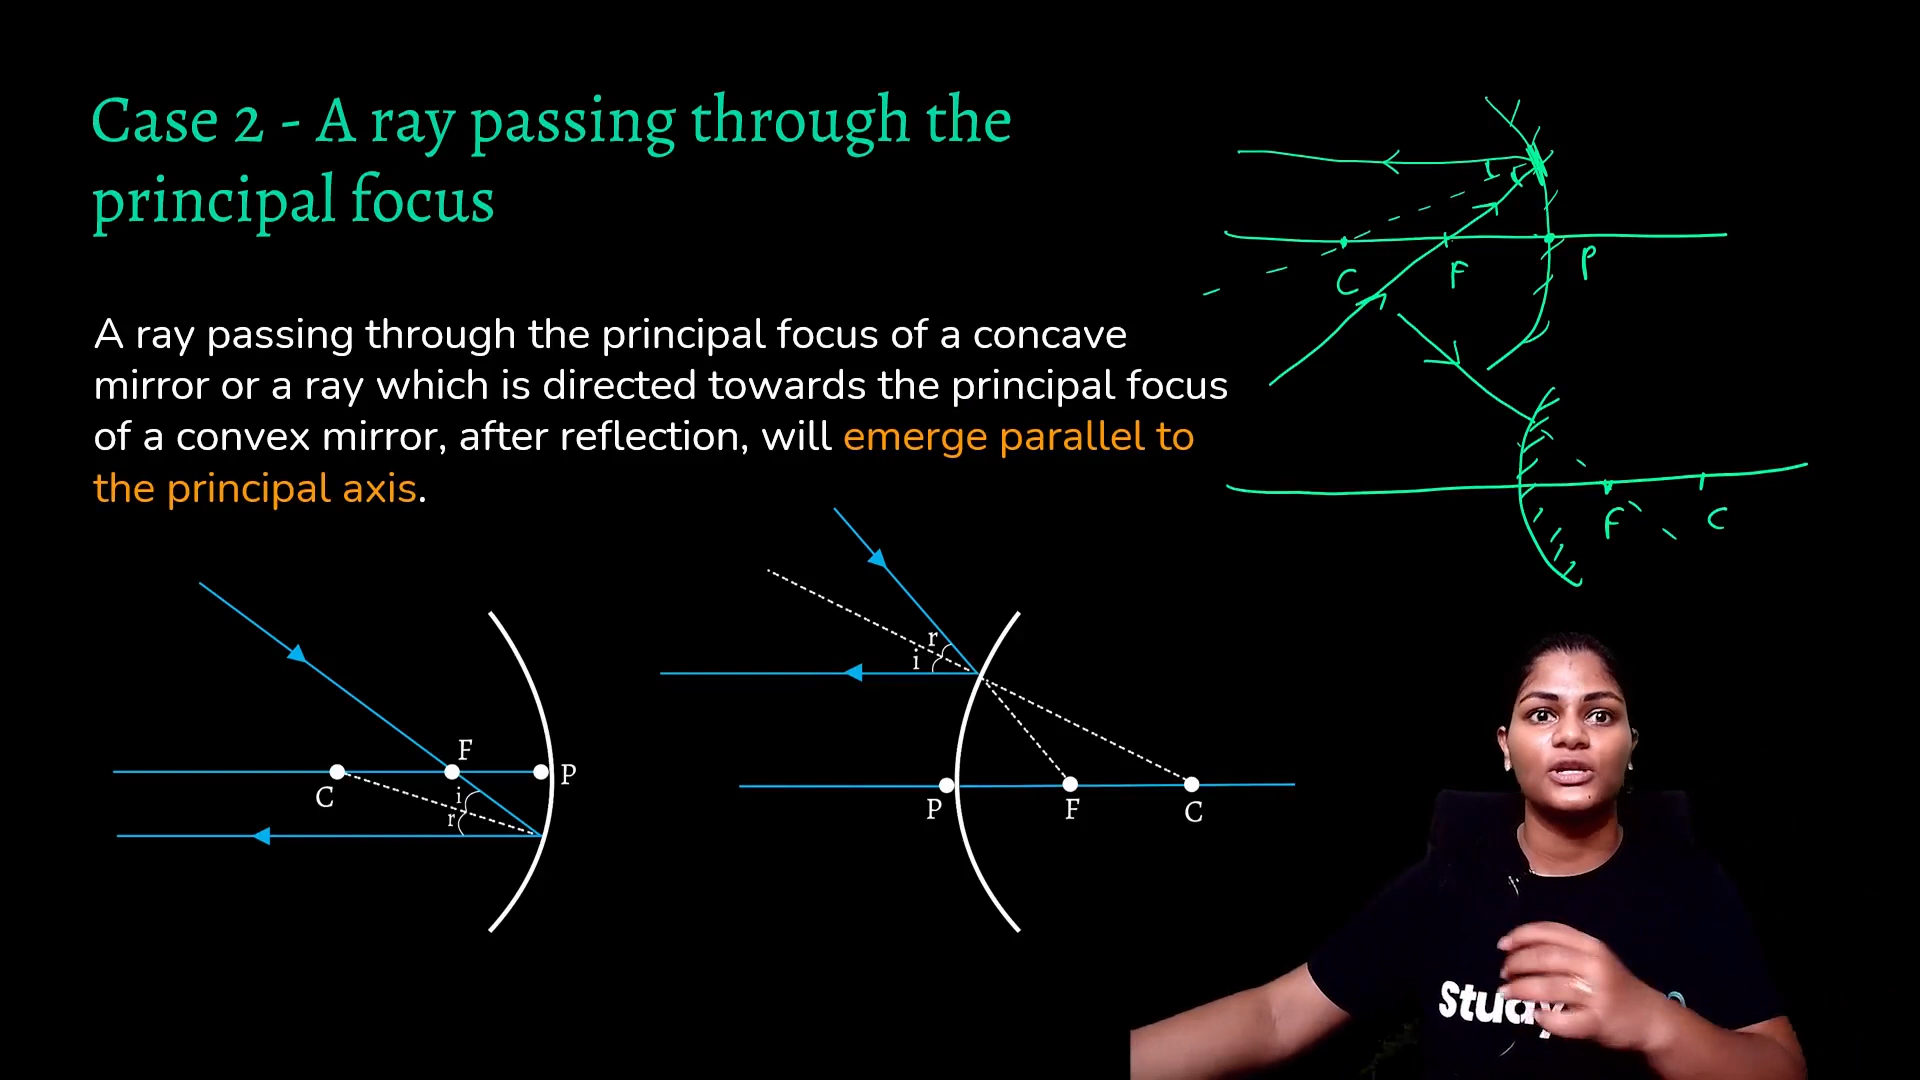 Case 2 - A ray passing through the
principal focus
A ray passing through the principal focus of a concave
mirror or a ray which is directed towards the principal focus
of a convex mirror, after reflection, will emerge parallel to
the principal axis.
C
F
P
F
C
F
P
C
i
r
r
i
P
F
C
Study